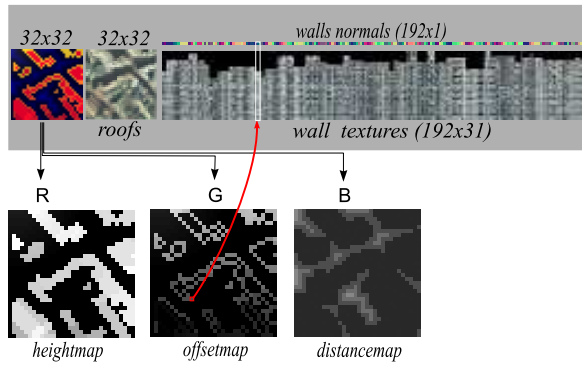 32x32 32x32 walls normals (192x1)
roofs wall textures (192x31)
R G B
heightmap offsetmap distancemap